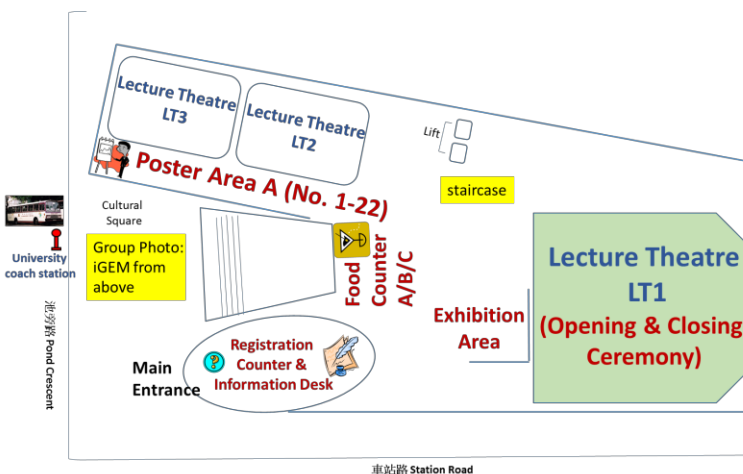 Lecture Theatre
LT3
Lecture Theatre
LT2
Lift
Poster Area A (No. 1-22)
staircase
Cultural
Square
University
coach station
Group Photo:
iGEM from
above
Food
Counter
A/B/C
Lecture Theatre
LT1
(Opening & Closing
Ceremony)
Exhibition
Area
池旁路 Pond Crescent
Main
Entrance
?
Registration
Counter &
Information Desk
車站路 Station Road